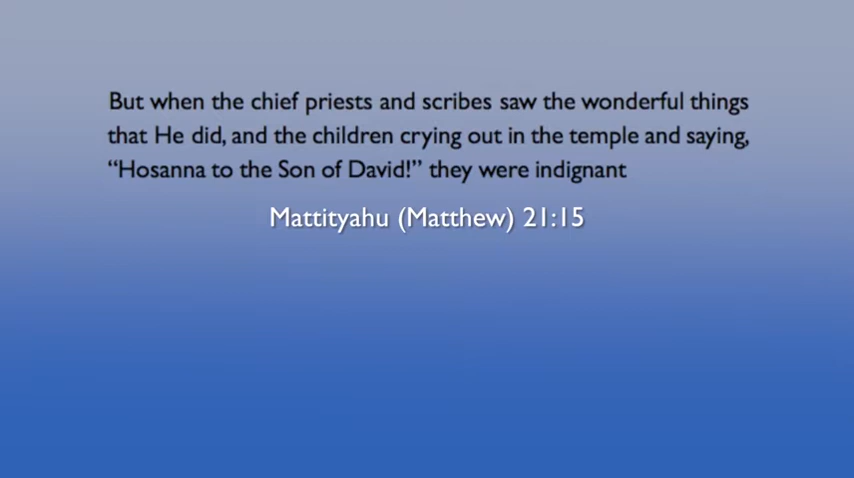 But when the chief priests and scribes saw the wonderful things
that He did, and the children crying out in the temple and saying,
“Hosanna to the Son of David!” they were indignant
Mattityahu (Matthew) 21:15